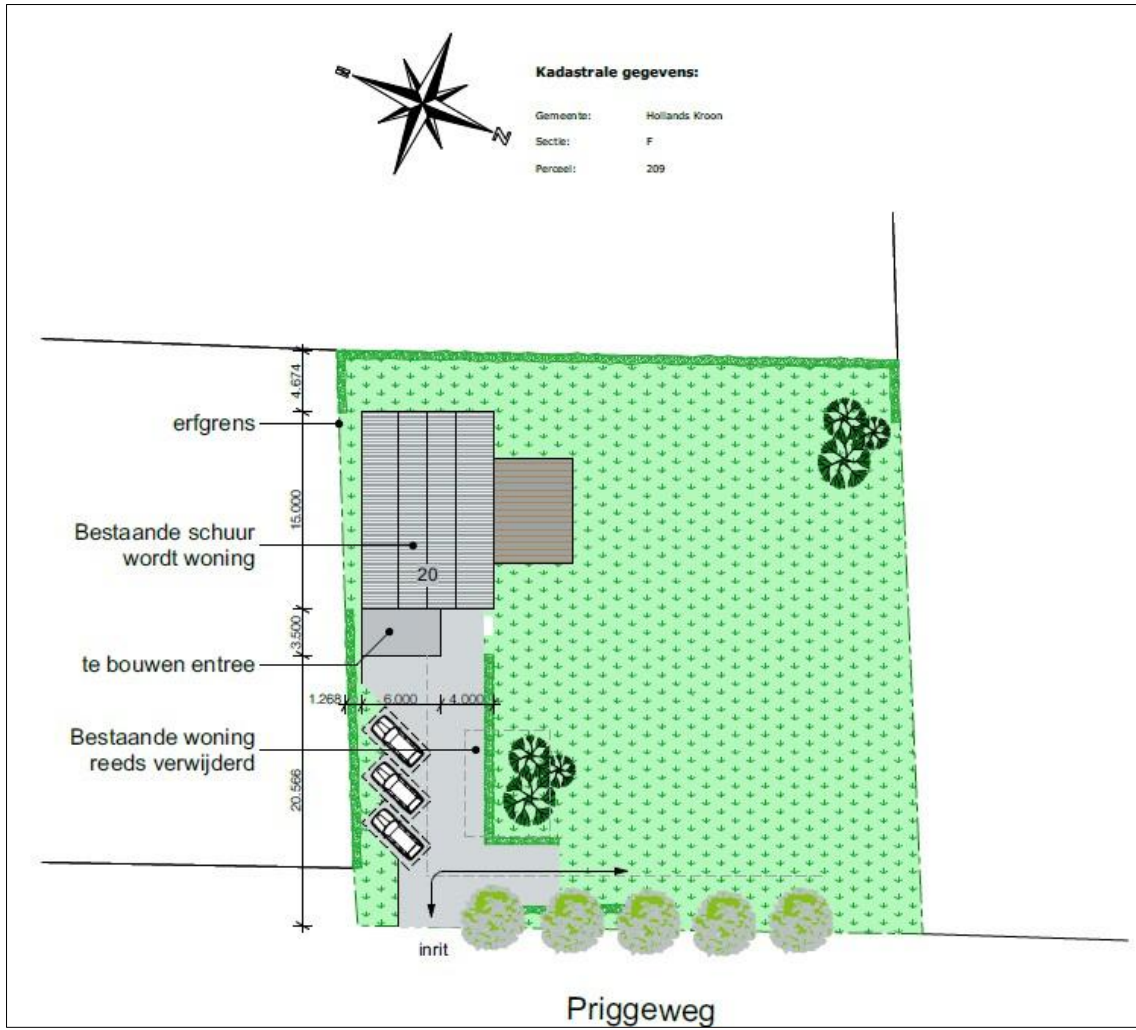 Z
Kadastrale gegevens:
Gemeente: Hollands Kroon
Sectie: F
Perceel: 209
4.674
erfgrens
15.000
Bestaande schuur
wordt woning
20
3.500
te bouwen entree
1.268 6.000 4.000
Bestaande woning
reeds verwijderd
20.566
inrit
Priggeweg